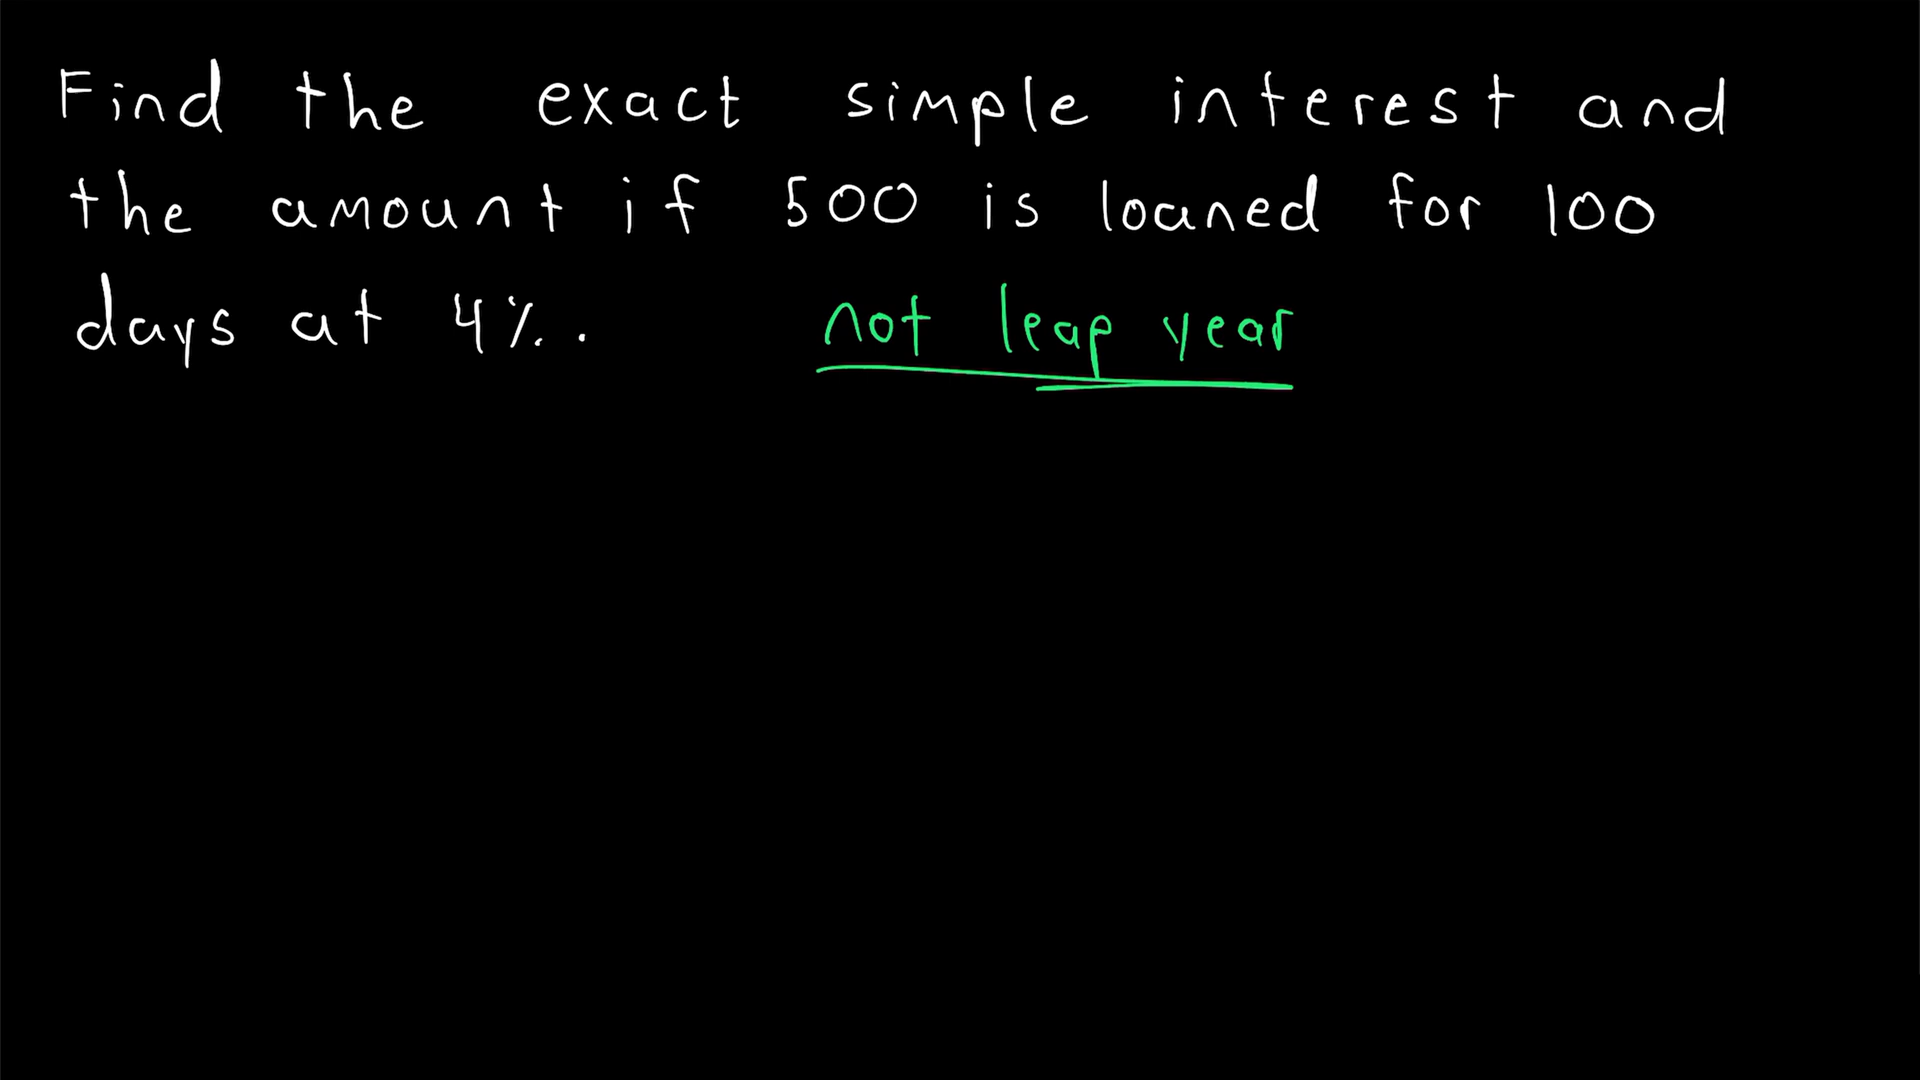 Find the exact simple interest and
the amount if 500 is loaned for 100
days at 4%. . not leap year